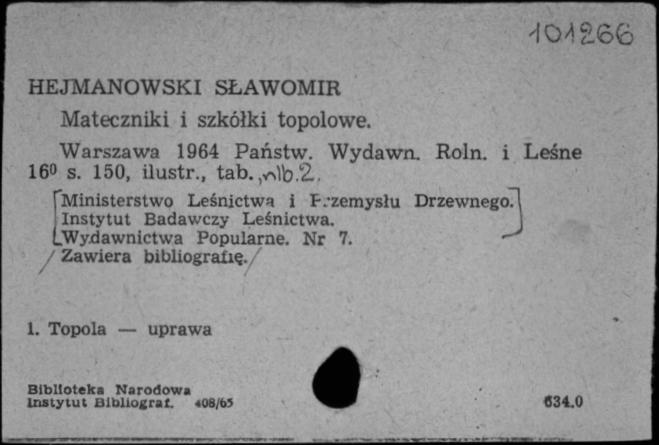 101266
HEJMANOWSKI SŁAWOMIR
Mateczniki i szkółki topolowe.
Warszawa 1964 Państw. Wydawn. Roln. i Leśne
16⁰ s. 150, ilustr., tab., nlb. 2.
[Ministerstwo Leśnictwa i Przemysłu Drzewnego.]
Instytut Badawczy Leśnictwa.
Wydawnictwa Popularne. Nr 7.
/Zawiera bibliografię./
1. Topola — uprawa
Biblioteka Narodowa
Instytut Bibliograf. 408/65 634.0